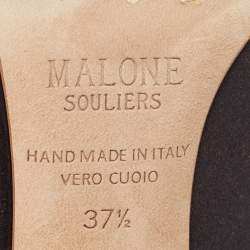 MALONE
SOULIERS
HAND MADE IN ITALY
VERO CUOIO
37½